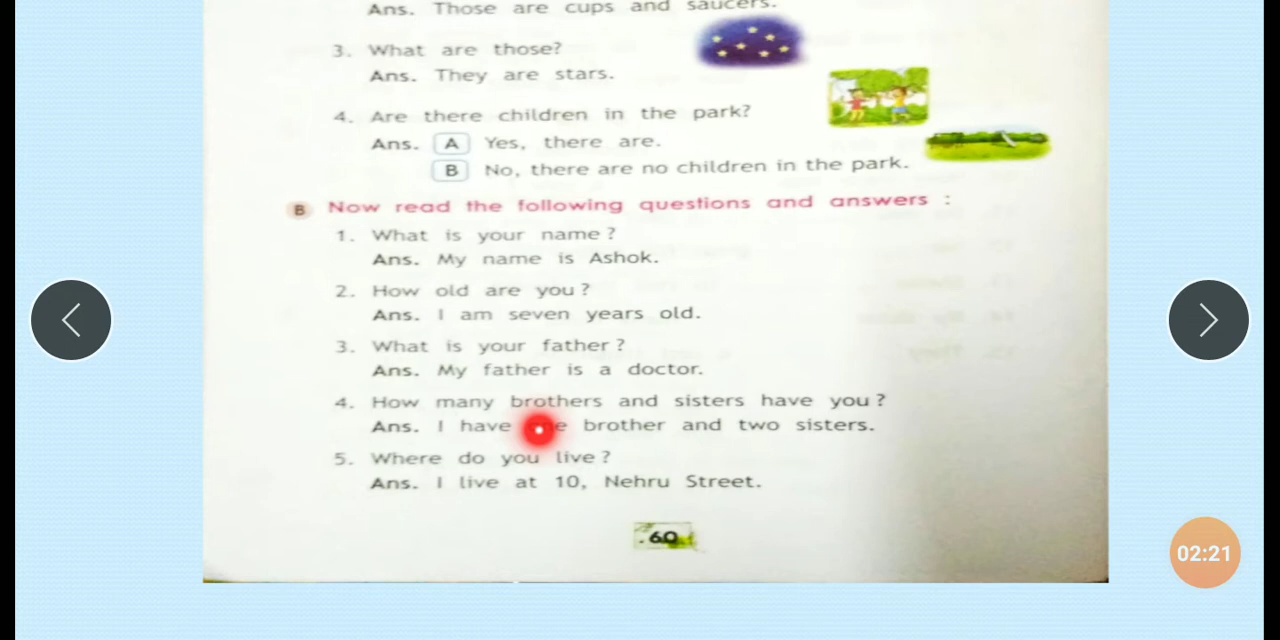 Ans. Those are cups and saucers.
3. What are those?
Ans. They are stars.
4. Are there children in the park?
Ans. A Yes, there are.
B No, there are no children in the park.
B Now read the following questions and answers :
1. What is your name?
Ans. My name is Ashok.
2. How old are you?
Ans. I am seven years old.
3. What is your father?
Ans. My father is a doctor.
4. How many brothers and sisters have you?
Ans. I have brother and two sisters.
5. Where do you live?
Ans. I live at 10, Nehru Street.
60
02:21